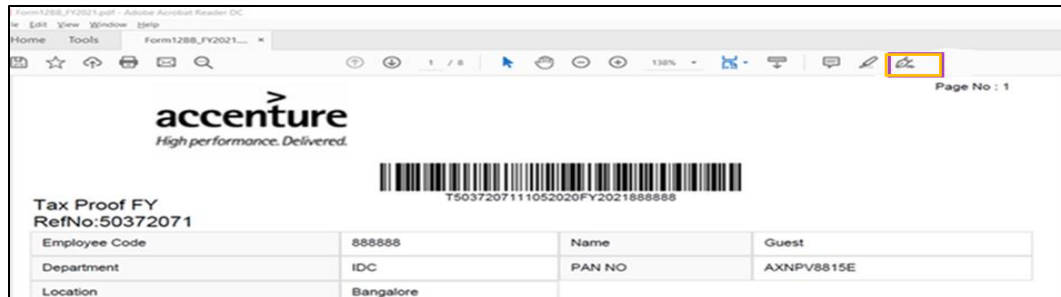 Form12BB_FY2021.pdf - Adobe Acrobat Reader DC
Edit View Window Help
Home Tools Form12BB_FY2021.... ×
1 / 8 138%
Page No : 1
>
accenture
High performance. Delivered.
T5037207111052020FY2021888888
Tax Proof FY
RefNo:50372071
Employee Code 888888 Name Guest
Department IDC PAN NO AXNPV8815E
Location Bangalore